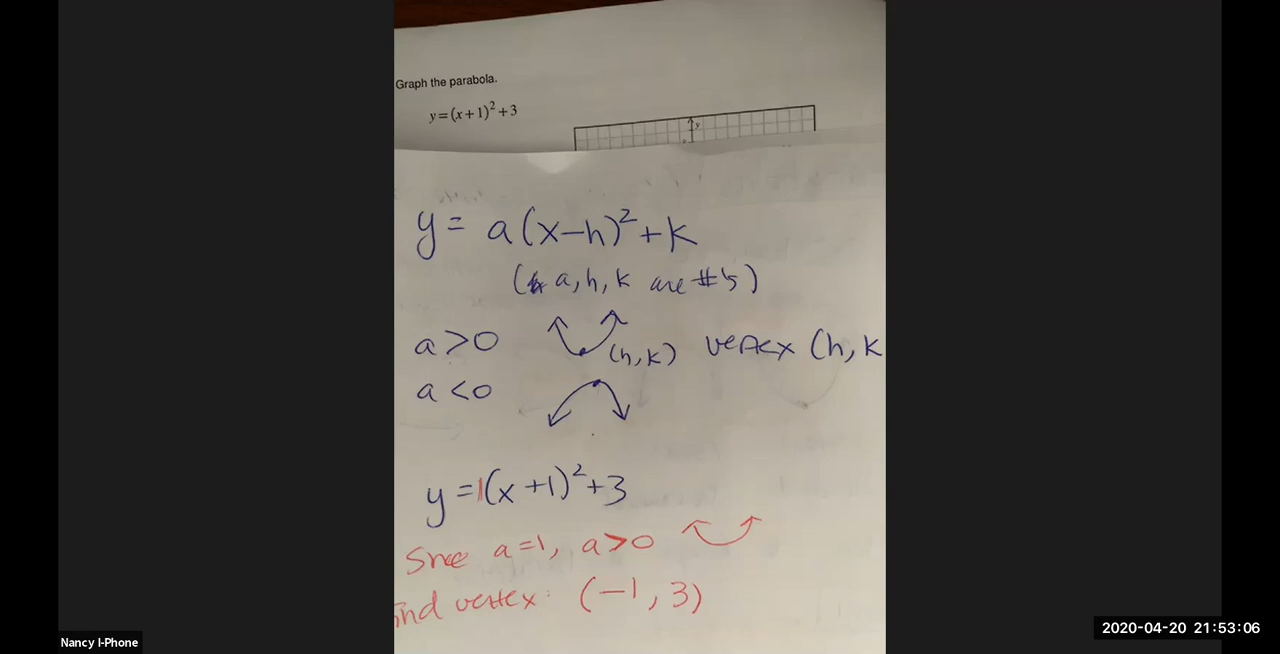 Graph the parabola.
y=(x+1)²+3
y
y = a(x-h)²+k
(a, h, k are #'s)
a>0 (h,k) vertex (h, k
a<0
y=1(x+1)²+3
Since a=1, a>0
ind vertex: (-1, 3)
Nancy I-Phone
2020-04-20 21:53:06